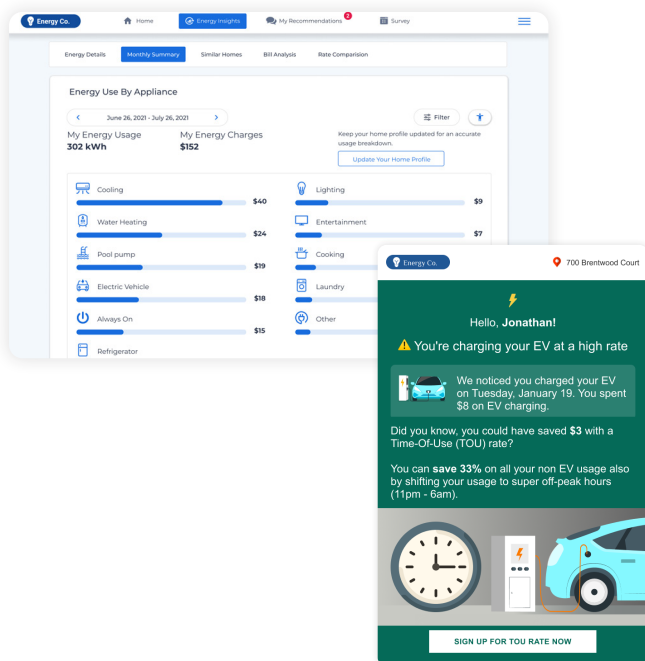 Energy Co.
Home
Energy Insights
My Recommendations
2
Survey
Energy Details
Monthly Summary
Similar Homes
Bill Analysis
Rate Comparision
Energy Use By Appliance
June 26, 2021 - July 26, 2021
Filter
My Energy Usage
302 kWh
My Energy Charges
$152
Keep your home profile updated for an accurate
usage breakdown.
Update Your Home Profile
Cooling
$40
Lighting
$9
Water Heating
$24
Entertainment
$7
Pool pump
$19
Cooking
Electric Vehicle
$18
Laundry
Always On
$15
Other
Refrigerator
Energy Co.
700 Brentwood Court
Hello, Jonathan!
You're charging your EV at a high rate
We noticed you charged your EV
on Tuesday, January 19. You spent
$8 on EV charging.
Did you know, you could have saved $3 with a
Time-Of-Use (TOU) rate?
You can save 33% on all your non EV usage also
by shifting your usage to super off-peak hours
(11pm - 6am).
SIGN UP FOR TOU RATE NOW